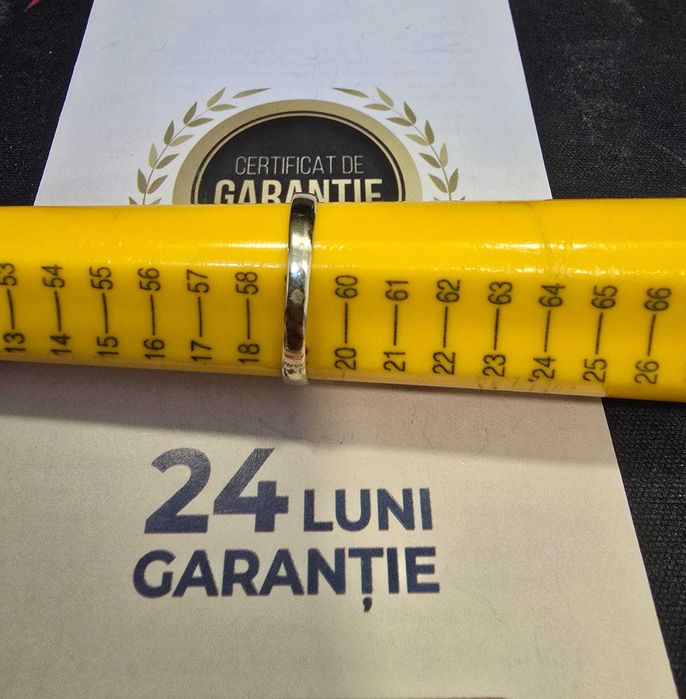 CERTIFICAT DE
GARANTIE
53 54 55 56 57 58 60 61 62 63 64 65 66
13 14 15 16 17 18 20 21 22 23 24 25 26
24 LUNI
GARANȚIE